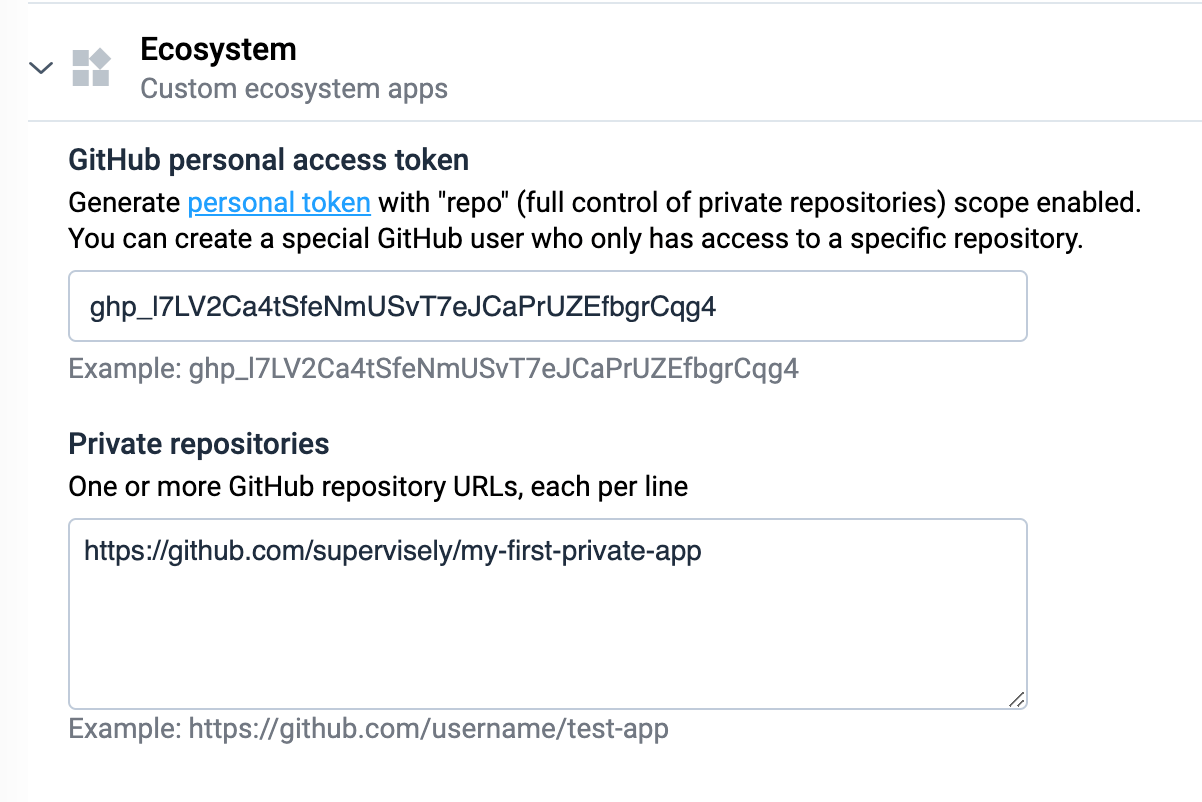 Ecosystem
Custom ecosystem apps
GitHub personal access token
Generate personal token with "repo" (full control of private repositories) scope enabled.
You can create a special GitHub user who only has access to a specific repository.
ghp_l7LV2Ca4tSfeNmUSvT7eJCaPrUZEfbgrCqg4
Example: ghp_l7LV2Ca4tSfeNmUSvT7eJCaPrUZEfbgrCqg4
Private repositories
One or more GitHub repository URLs, each per line
https://github.com/supervisely/my-first-private-app
Example: https://github.com/username/test-app